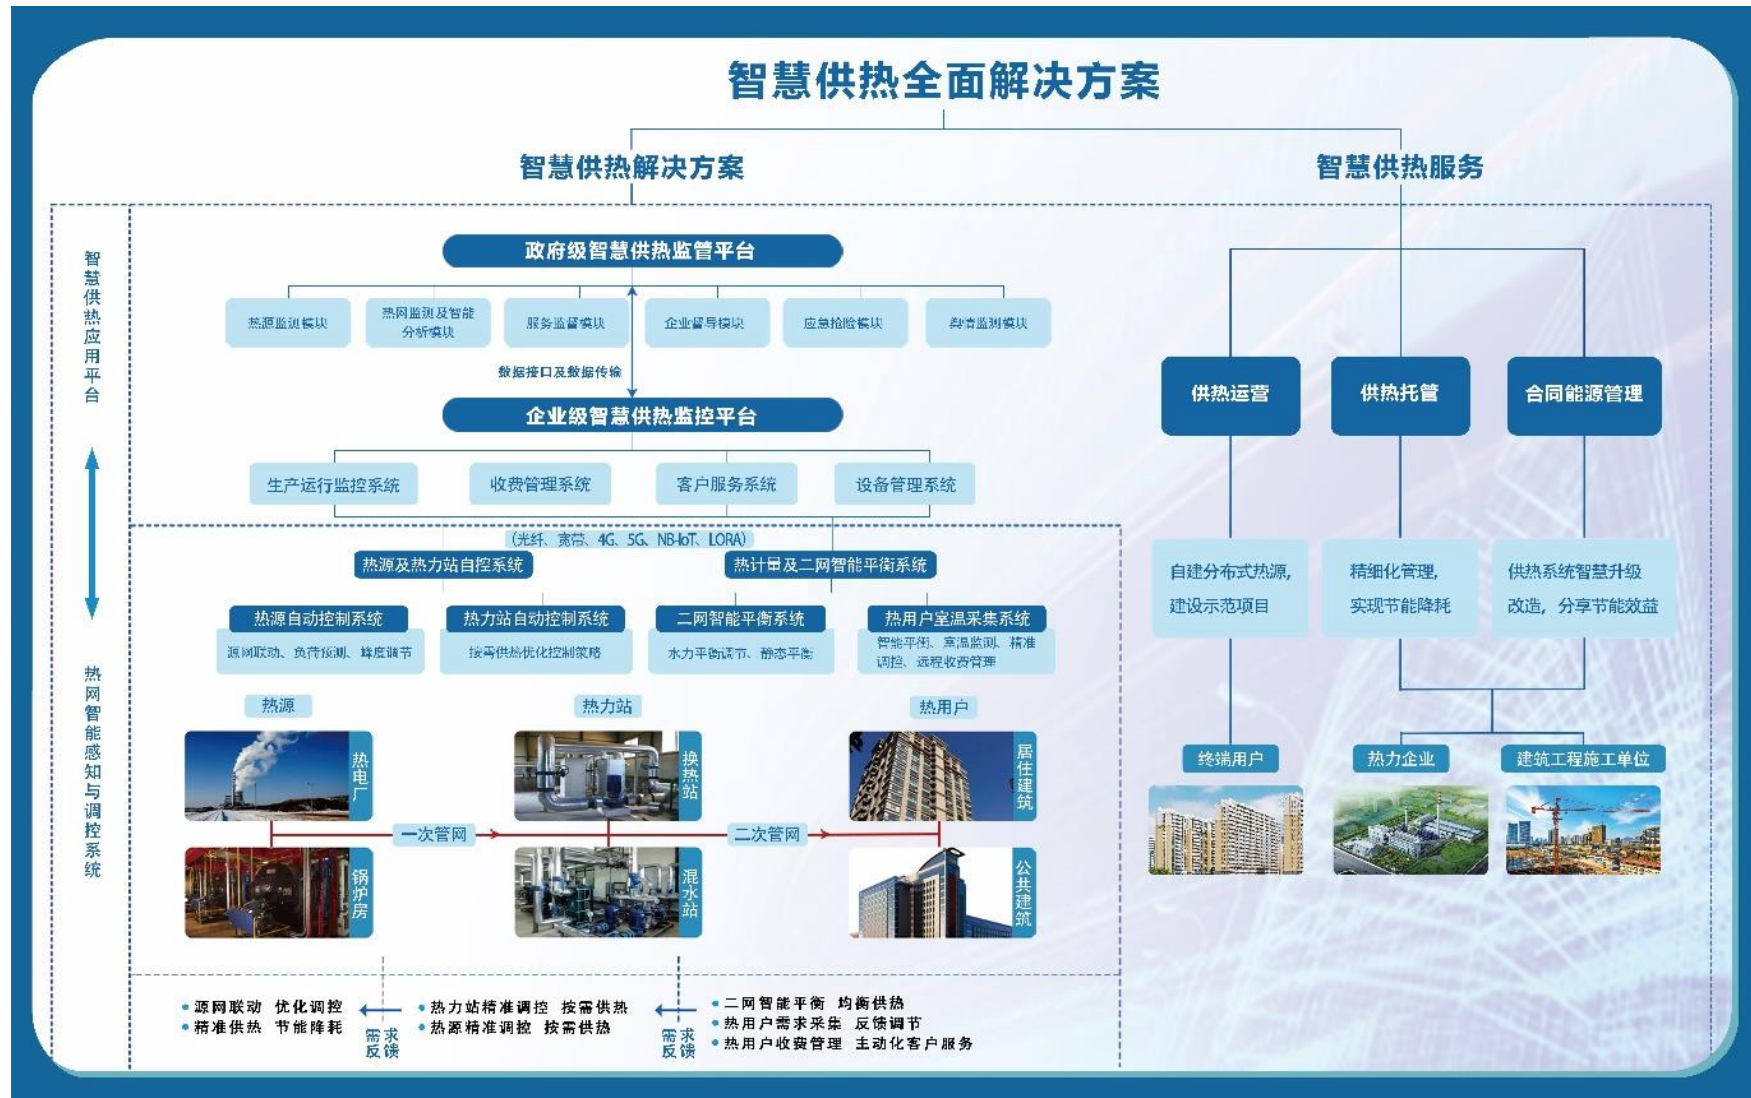 智慧供热全面解决方案
智慧供热解决方案
智慧供热服务
智慧供热应用平台
政府级智慧供热监管平台
热源监测模块
热网监测及智能
分析模块
服务监督模块
企业督导模块
应急抢险模块
舆情监测模块
数据接口及数据传输
企业级智慧供热监控平台
生产运行监控系统
收费管理系统
客户服务系统
设备管理系统
热网智能感知与调控系统
(光纤、宽带、4G、5G、NB-IoT、LORA)
热源及热力站自控系统
热计量及二网智能平衡系统
热源自动控制系统
源网联动、负荷预测、蜂度调节
热力站自动控制系统
按需供热优化控制策略
二网智能平衡系统
水力平衡调节、静态平衡
热用户室温采集系统
智能平衡、室温监测、精准
调控、远程收费管理
热源
热力站
热用户
热电厂
换热站
居住建筑
一次管网
二次管网
锅炉房
混水站
公共建筑
源网联动 优化调控
精准供热 节能降耗
需求
反馈
热力站精准调控 按需供热
热源精准调控 按需供热
需求
反馈
二网智能平衡 均衡供热
热用户需求采集 反馈调节
热用户收费管理 主动化客户服务
供热运营
供热托管
合同能源管理
自建分布式热源,
建设示范项目
精细化管理,
实现节能降耗
供热系统智慧升级
改造，分享节能效益
终端用户
热力企业
建筑工程施工单位